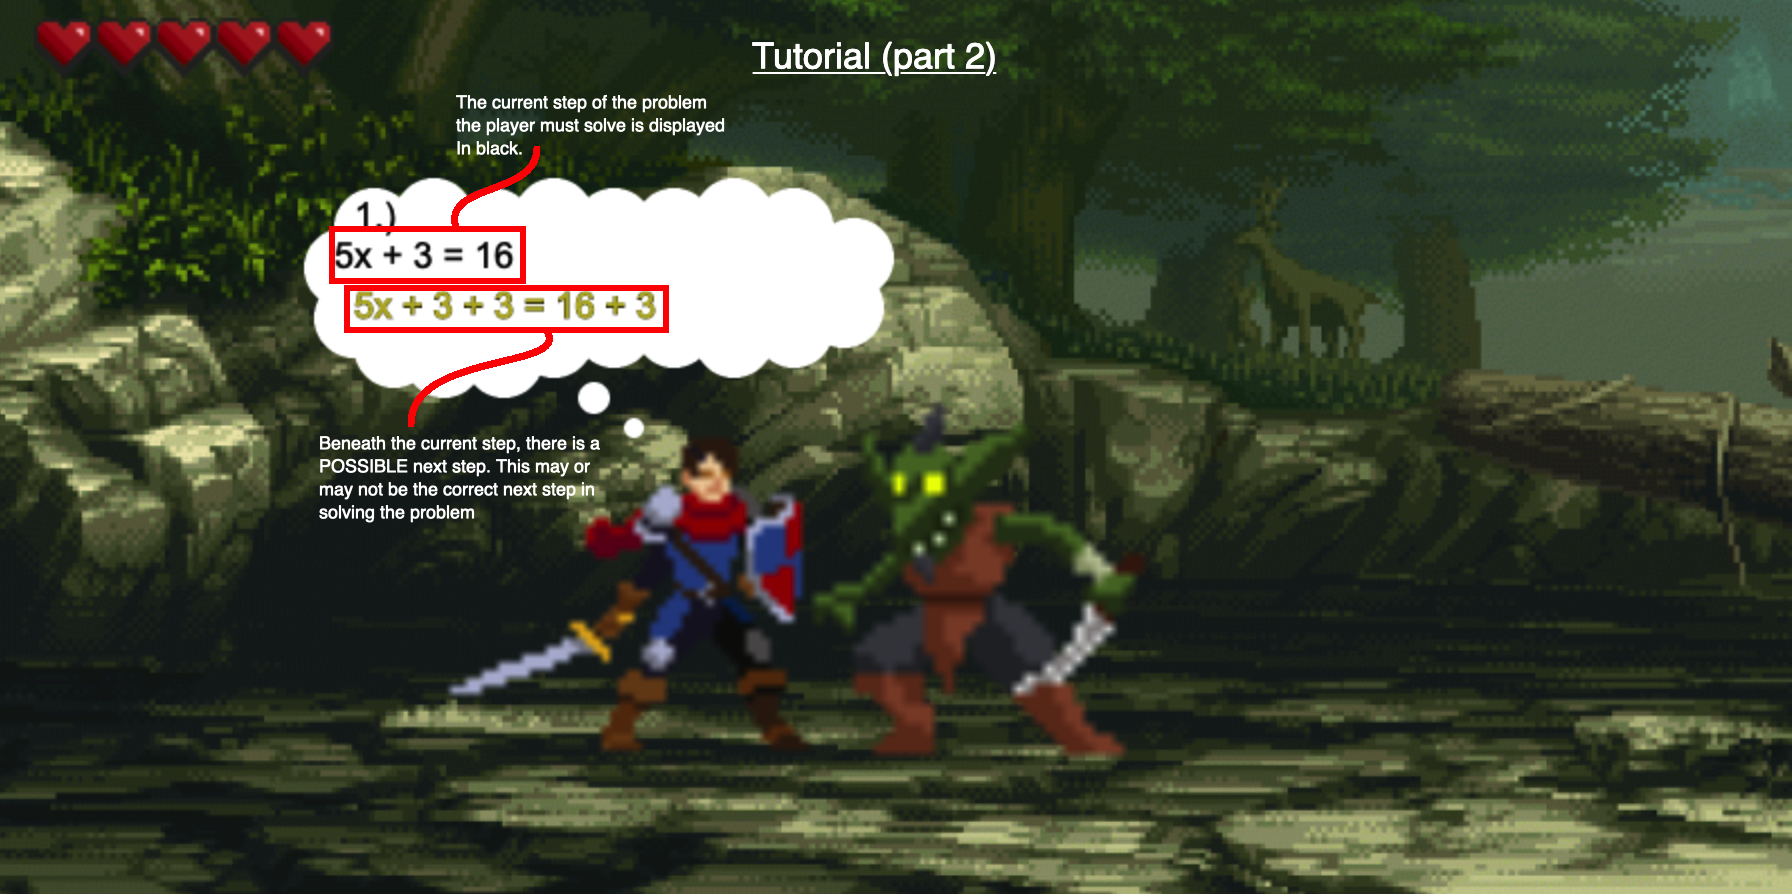 Tutorial (part 2)
The current step of the problem
the player must solve is displayed
In black.
1.)
5x + 3 = 16
5x + 3 + 3 = 16 + 3
Beneath the current step, there is a
POSSIBLE next step. This may or
may not be the correct next step in
solving the problem